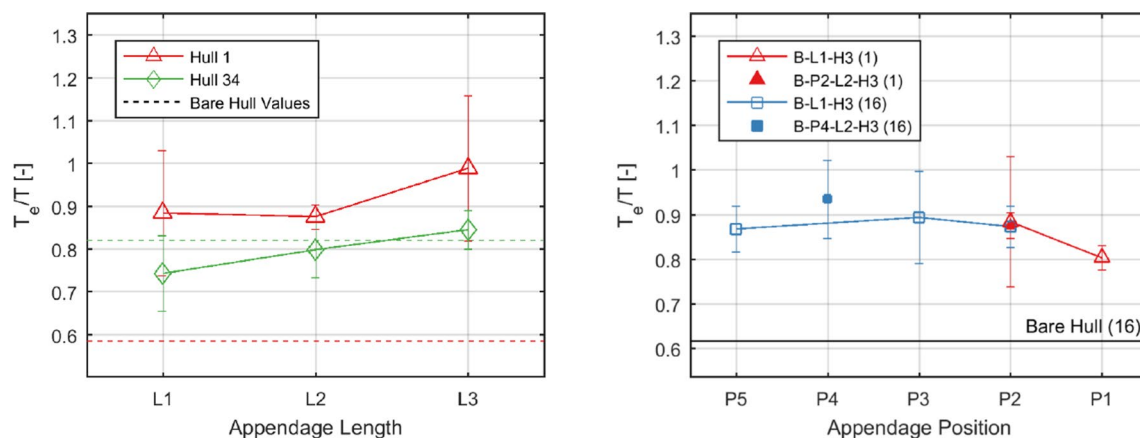 1.3
1.2
1.1
1
0.9
0.8
0.7
0.6
T_e/T [-]
Hull 1
Hull 34
Bare Hull Values
L1 L2 L3
Appendage Length
1.3
1.2
1.1
1
0.9
0.8
0.7
0.6
T_e/T [-]
B-L1-H3 (1)
B-P2-L2-H3 (1)
B-L1-H3 (16)
B-P4-L2-H3 (16)
Bare Hull (16)
P5 P4 P3 P2 P1
Appendage Position